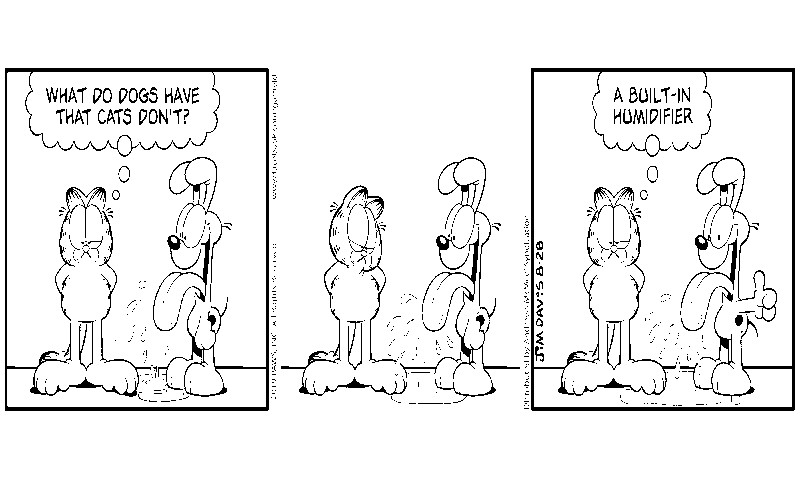 WHAT DO DOGS HAVE
THAT CATS DON'T?
A BUILT-IN
HUMIDIFIER
JIM DAVIS 8-28